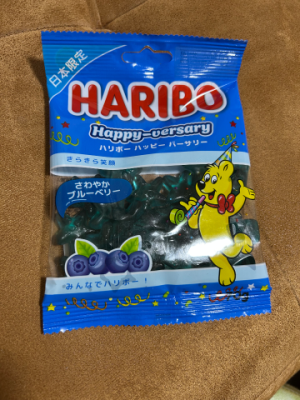 日本限定
HARIBO
Happy-versary
ハリボー ハッピー バーサリー
きらきら笑顔
さわやか
ブルーベリー
みんなでハリボー!